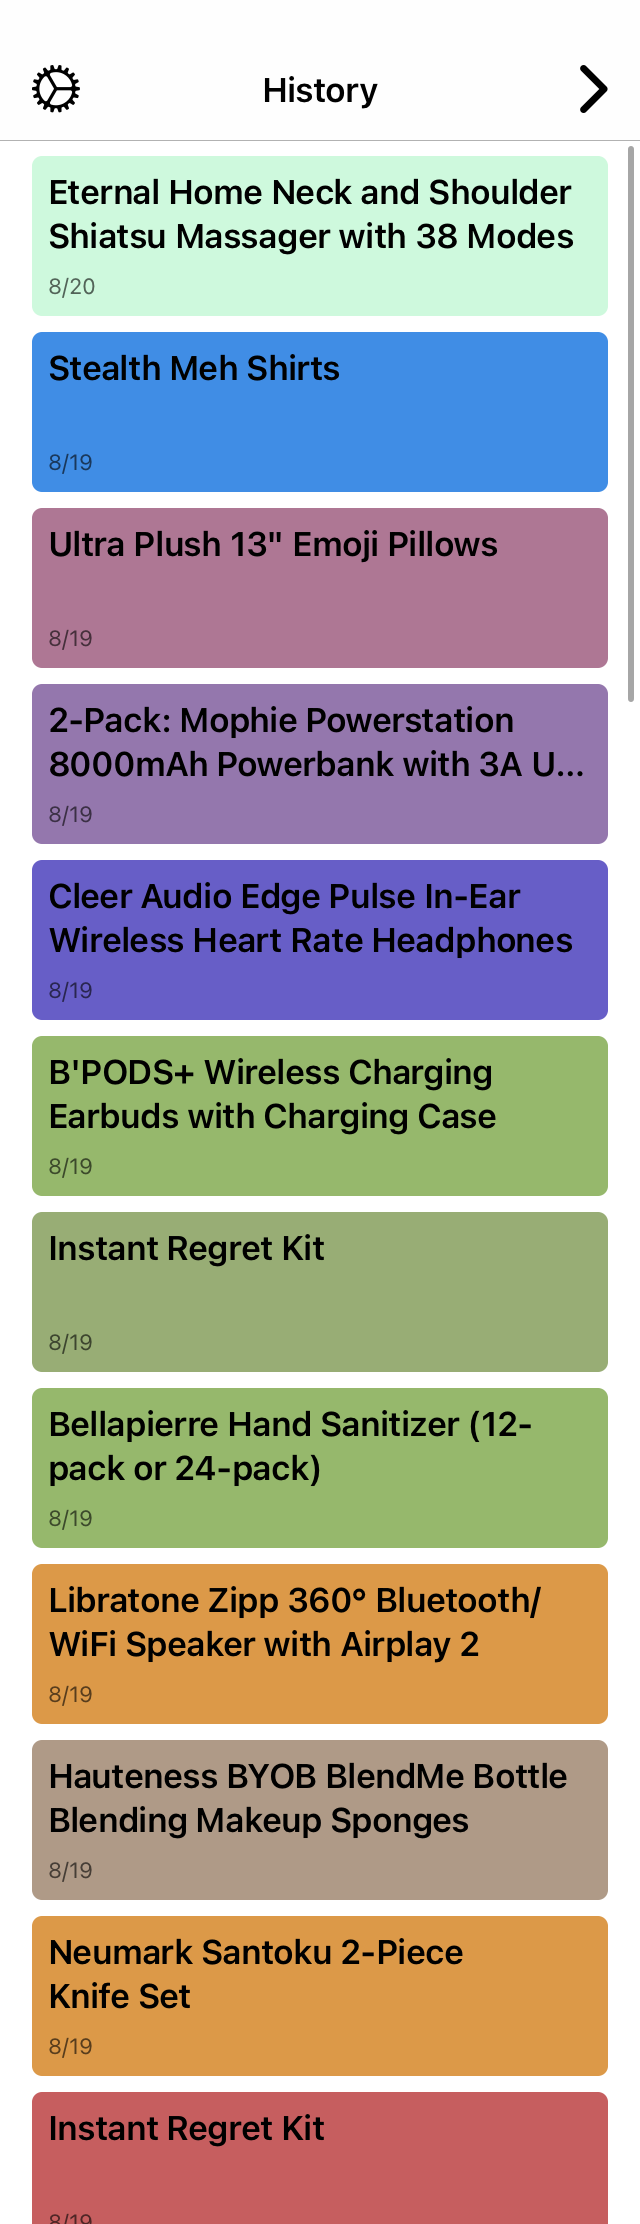 History
Eternal Home Neck and Shoulder
Shiatsu Massager with 38 Modes
8/20
Stealth Meh Shirts
8/19
Ultra Plush 13" Emoji Pillows
8/19
2-Pack: Mophie Powerstation
8000mAh Powerbank with 3A U...
8/19
Cleer Audio Edge Pulse In-Ear
Wireless Heart Rate Headphones
8/19
B'PODS+ Wireless Charging
Earbuds with Charging Case
8/19
Instant Regret Kit
8/19
Bellapierre Hand Sanitizer (12-
pack or 24-pack)
8/19
Libratone Zipp 360° Bluetooth/
WiFi Speaker with Airplay 2
8/19
Hauteness BYOB BlendMe Bottle
Blending Makeup Sponges
8/19
Neumark Santoku 2-Piece
Knife Set
8/19
Instant Regret Kit
8/19